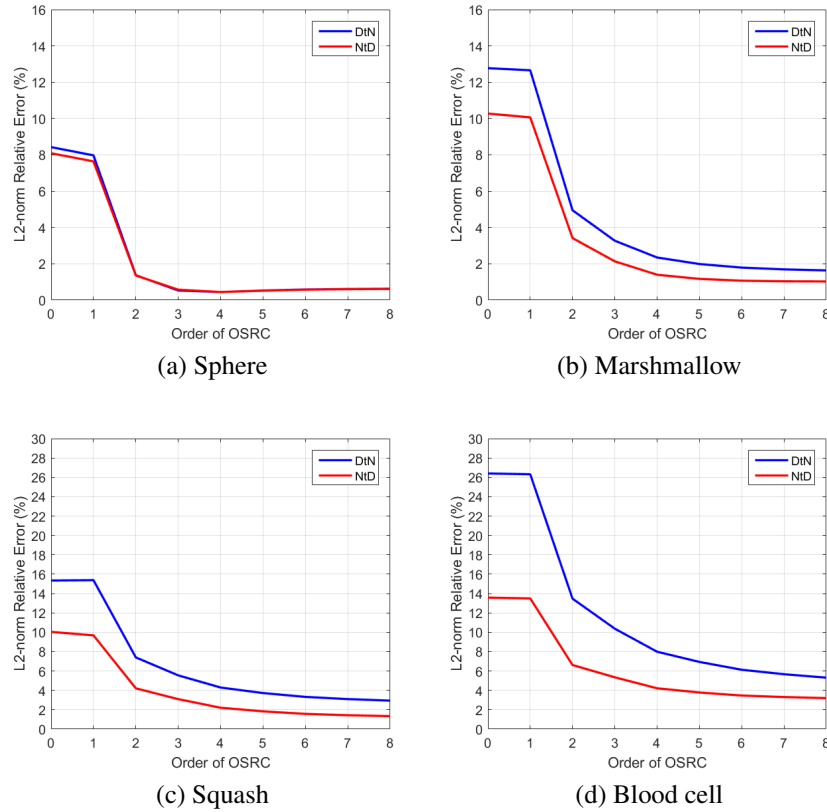 16
14
12
10
8
6
4
2
0
L2-norm Relative Error (%)
DtN
NtD
0 1 2 3 4 5 6 7 8
Order of OSRC
(a) Sphere
16
14
12
10
8
6
4
2
0
L2-norm Relative Error (%)
DtN
NtD
0 1 2 3 4 5 6 7 8
Order of OSRC
(b) Marshmallow
30
28
26
24
22
20
18
16
14
12
10
8
6
4
2
0
L2-norm Relative Error (%)
DtN
NtD
0 1 2 3 4 5 6 7 8
Order of OSRC
(c) Squash
30
28
26
24
22
20
18
16
14
12
10
8
6
4
2
0
L2-norm Relative Error (%)
DtN
NtD
0 1 2 3 4 5 6 7 8
Order of OSRC
(d) Blood cell